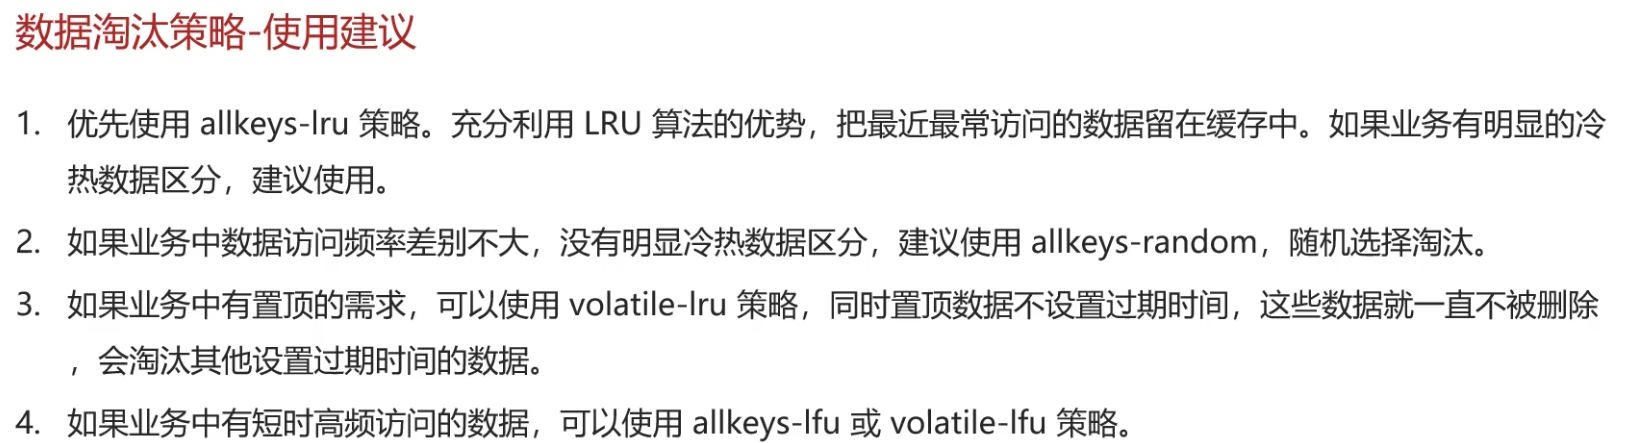 数据淘汰策略-使用建议
1. 优先使用 allkeys-lru 策略。充分利用 LRU 算法的优势，把最近最常访问的数据留在缓存中。如果业务有明显的冷
热数据区分，建议使用。
2. 如果业务中数据访问频率差别不大，没有明显冷热数据区分，建议使用 allkeys-random，随机选择淘汰。
3. 如果业务中有置顶的需求，可以使用 volatile-lru 策略，同时置顶数据不设置过期时间，这些数据就一直不被删除
，会淘汰其他设置过期时间的数据。
4. 如果业务中有短时高频访问的数据，可以使用 allkeys-lfu 或 volatile-lfu 策略。